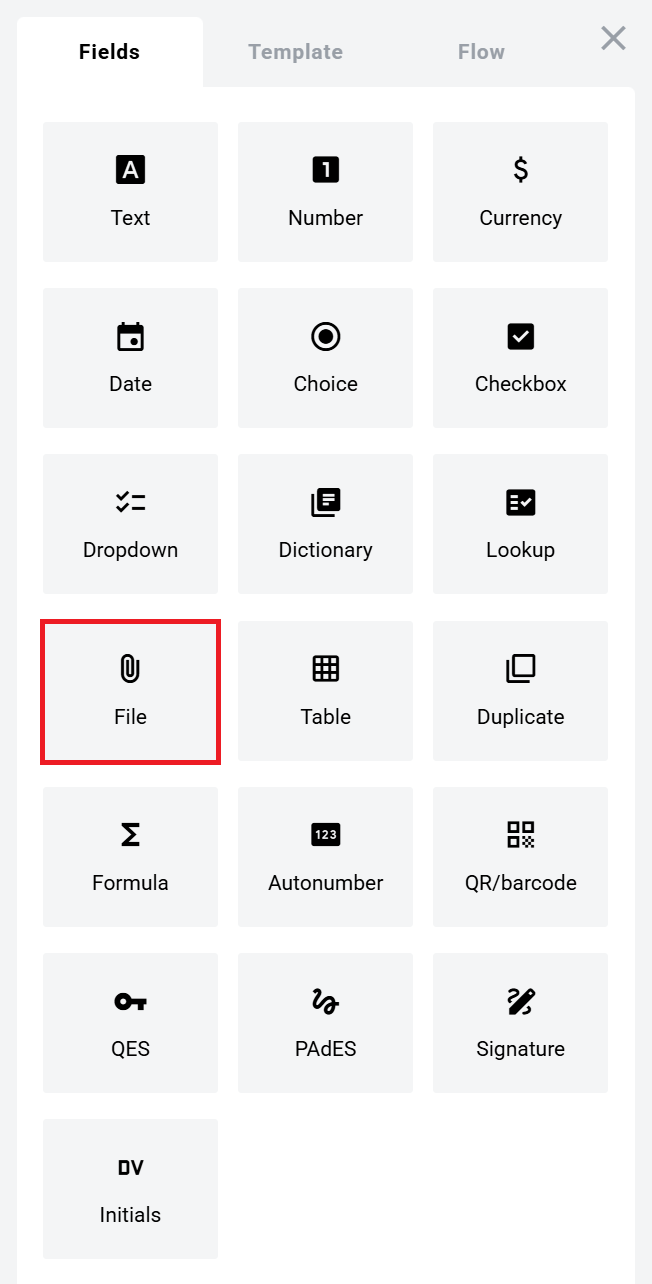 Fields Template Flow
A 1 $
Text Number Currency
Date Choice Checkbox
Dropdown Dictionary Lookup
File Table Duplicate
123
Formula Autonumber QR/barcode
QES PAdES Signature
DV
Initials